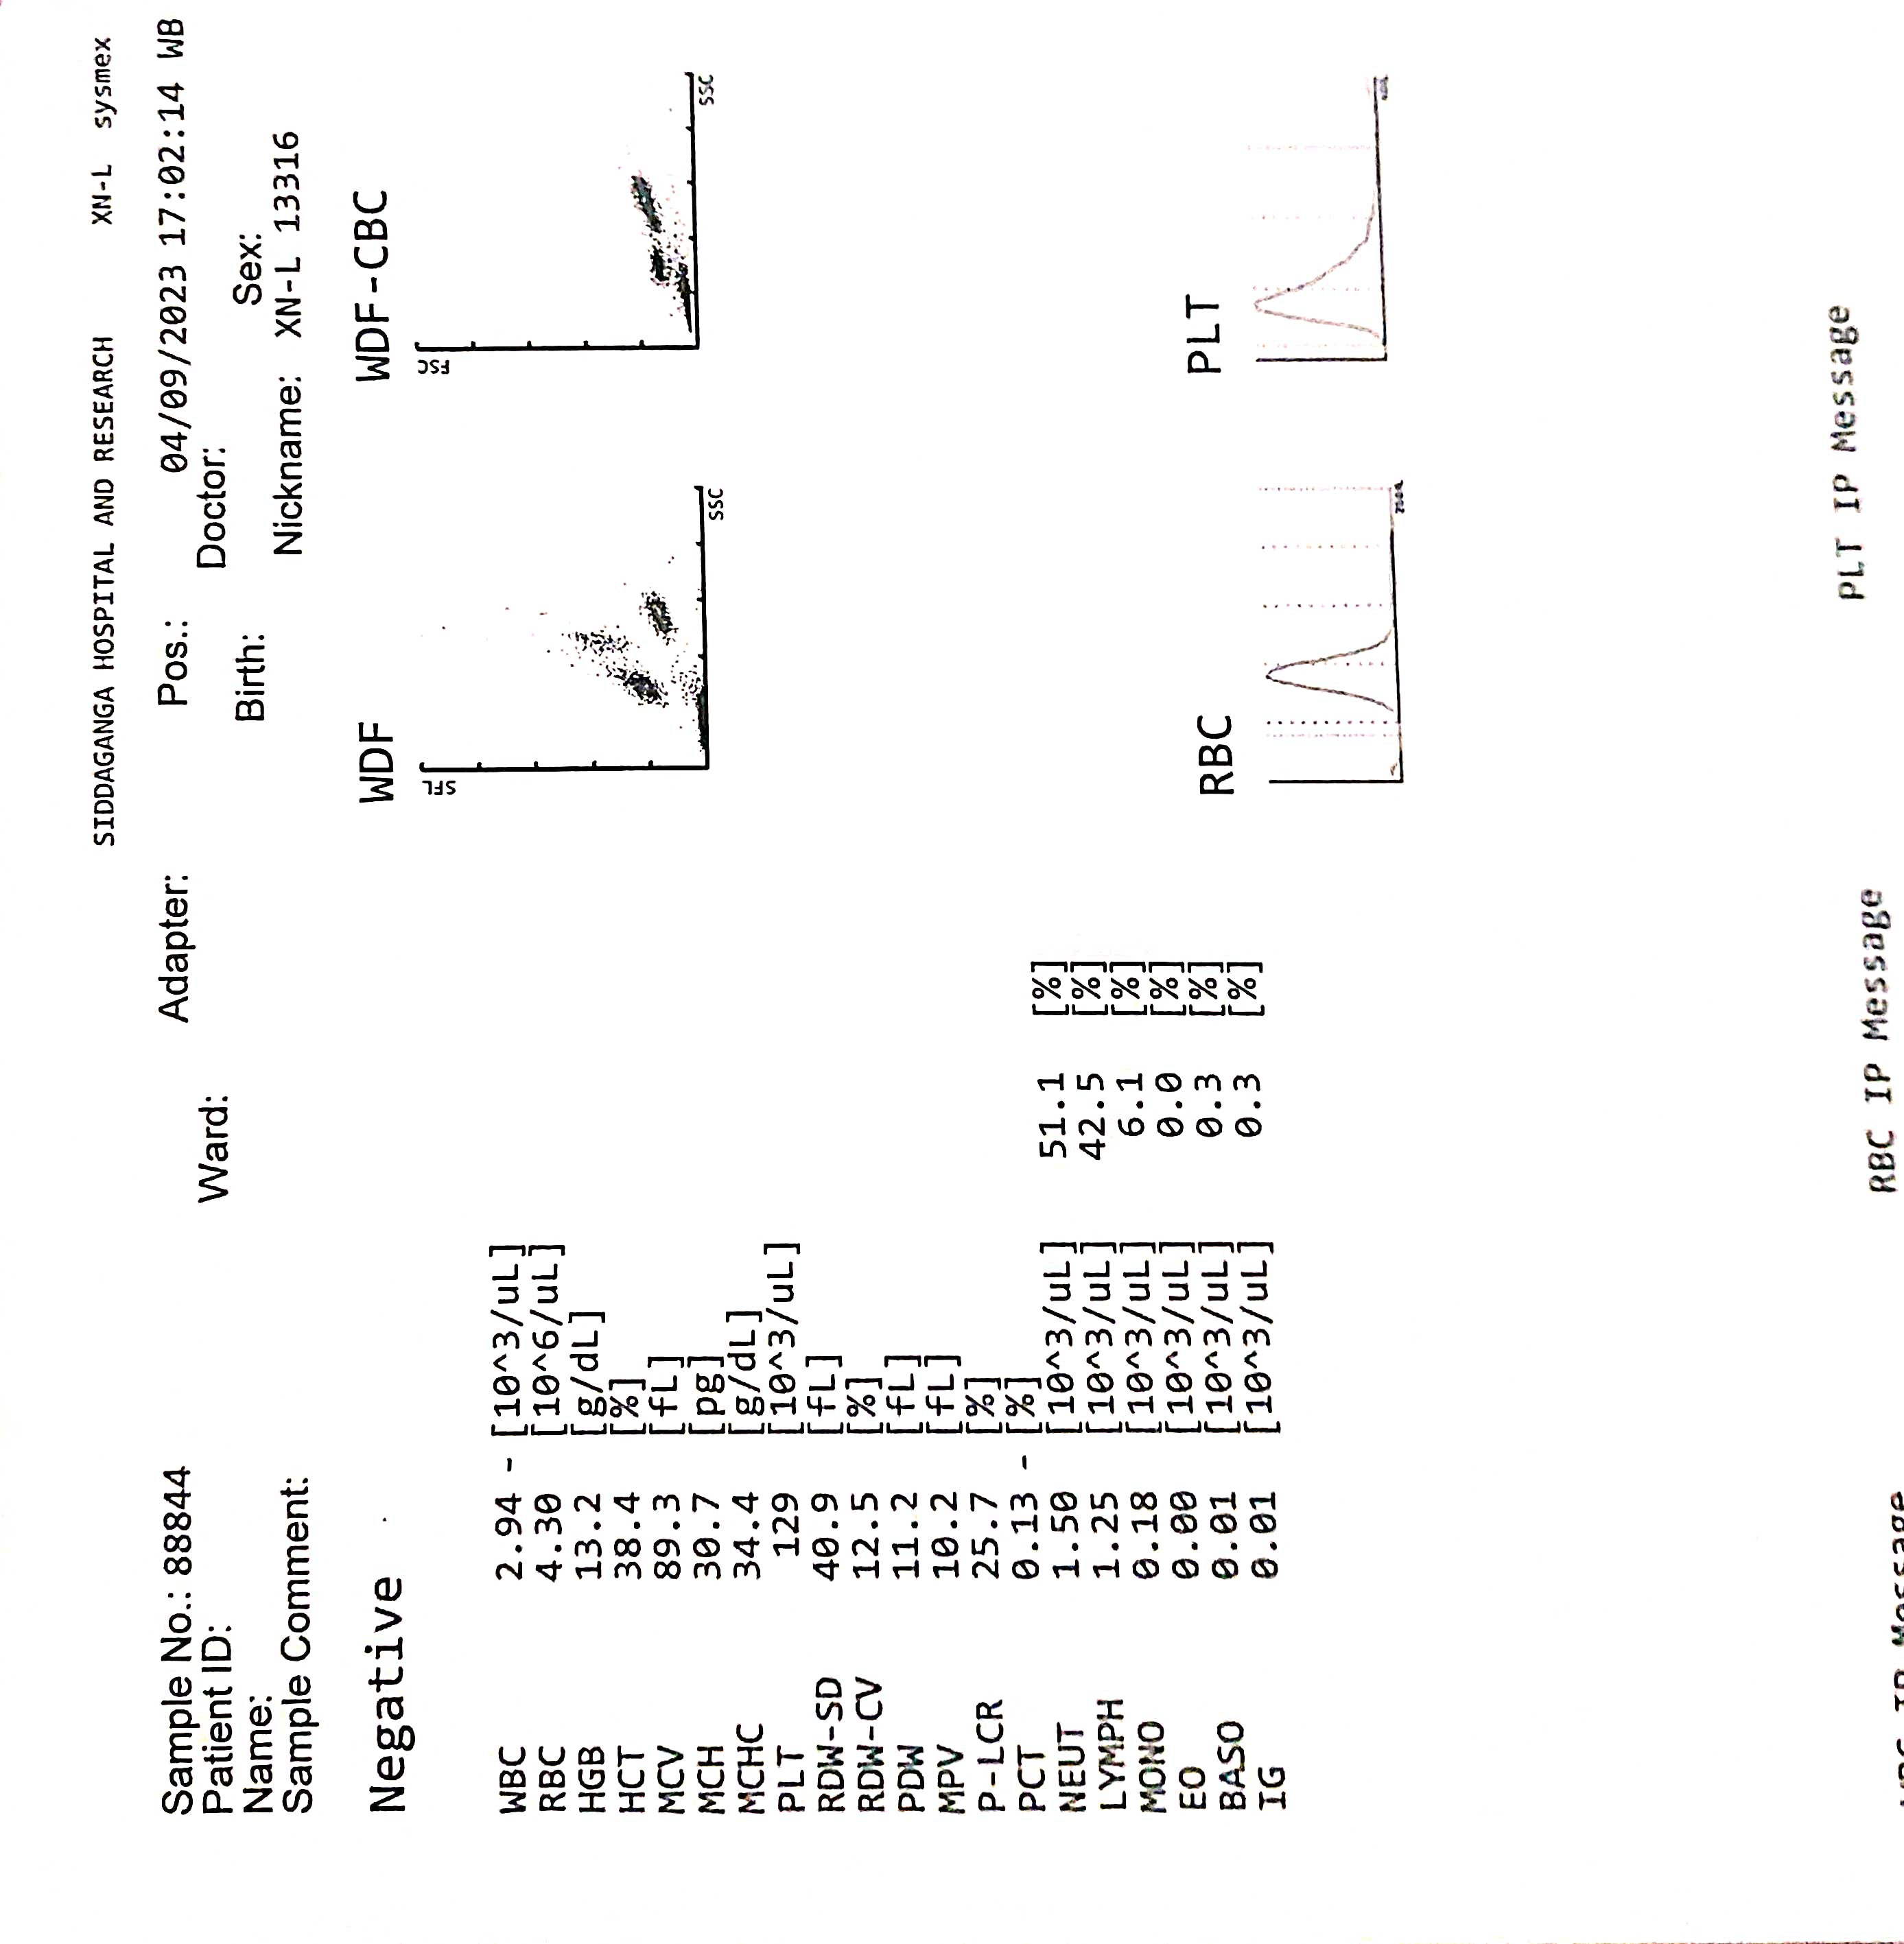 SIDDAGANGA HOSPITAL AND RESEARCH XN-L sysmex
Sample No.: 88844 Adapter: Pos.: 04/09/2023 17:02:14 WB
Patient ID: Ward: Doctor:
Name: Birth: Sex:
Sample Comment: Nickname: XN-L 13316
Negative
WDF WDF-CBC
SFL SSC FSC SSC
WBC 2.94 - [10^3/uL]
RBC 4.30 [10^6/uL]
HGB 13.2 [g/dL]
HCT 38.4 [%]
MCV 89.3 [fL]
MCH 30.7 [pg]
MCHC 34.4 [g/dL]
PLT 129 [10^3/uL]
RDW-SD 40.9 [fL]
RDW-CV 12.5 [%]
PDW 11.2 [fL]
MPV 10.2 [fL]
P-LCR 25.7 [%]
PCT 0.13 - [%]
NEUT 1.50 [10^3/uL] 51.1 [%]
LYMPH 1.25 [10^3/uL] 42.5 [%]
MONO 0.18 [10^3/uL] 6.1 [%]
EO 0.00 [10^3/uL] 0.0 [%]
BASO 0.01 [10^3/uL] 0.3 [%]
IG 0.01 [10^3/uL] 0.3 [%]
RBC PLT
WBC IP Message RBC IP Message PLT IP Message